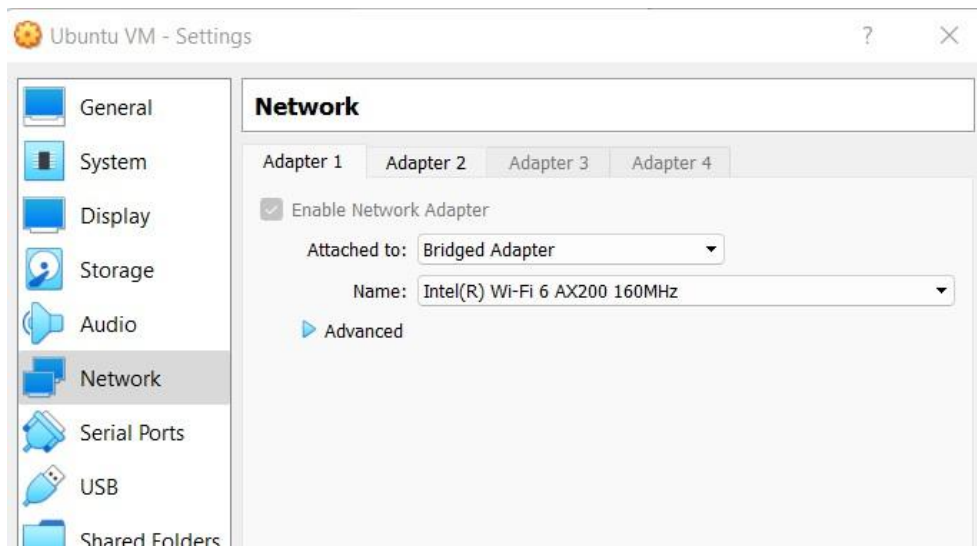 Ubuntu VM - Settings
?
General
System
Display
Storage
Audio
Network
Serial Ports
USB
Shared Folders
Network
Adapter 1 Adapter 2 Adapter 3 Adapter 4
Enable Network Adapter
Attached to: Bridged Adapter
Name: Intel(R) Wi-Fi 6 AX200 160MHz
Advanced